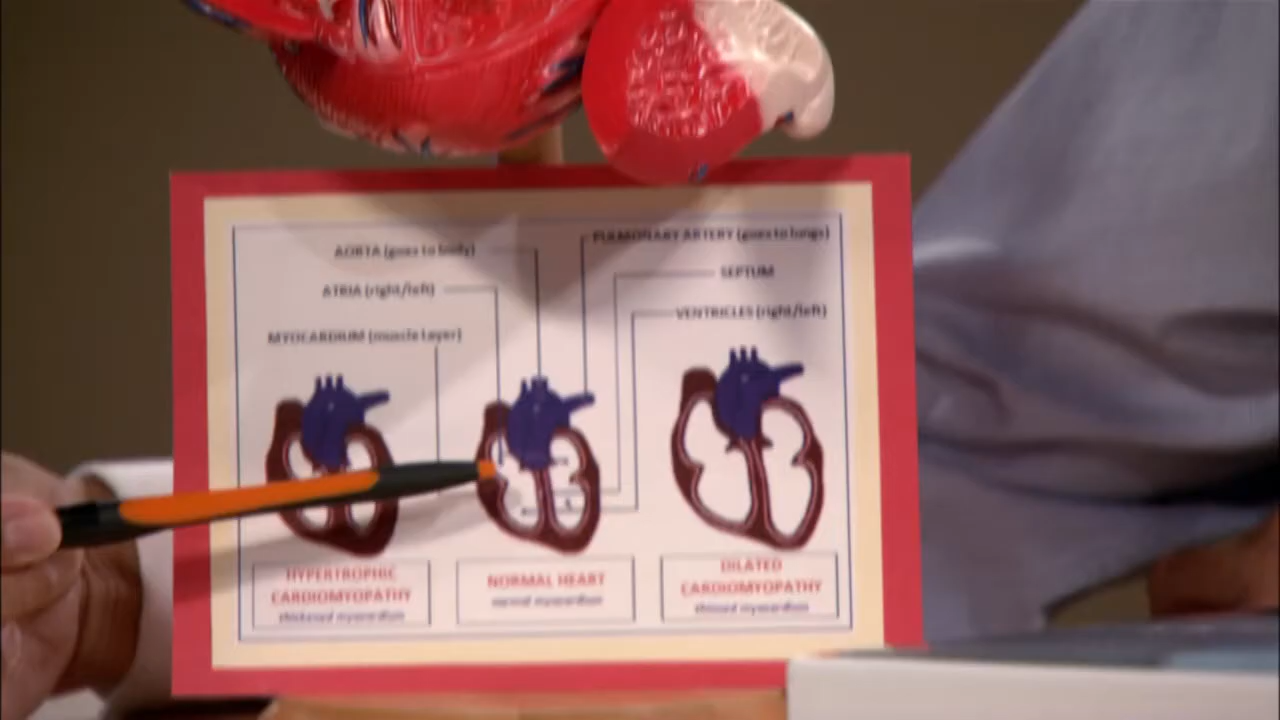 AORTA (goes to body)
PULMONARY ARTERY (goes to lungs)
ATRIA (right/left)
SEPTUM
MYOCARDIUM (muscle layer)
VENTRICLES (right/left)
HYPERTROPHIC
CARDIOMYOPATHY
thickened myocardium
NORMAL HEART
normal myocardium
DILATED
CARDIOMYOPATHY
thinned myocardium